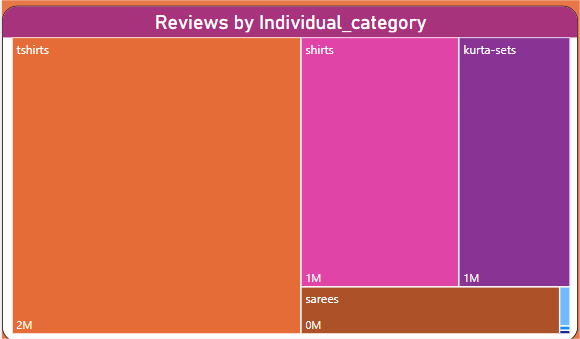 Reviews by Individual_category
tshirts
2M
shirts
1M
kurta-sets
1M
sarees
0M